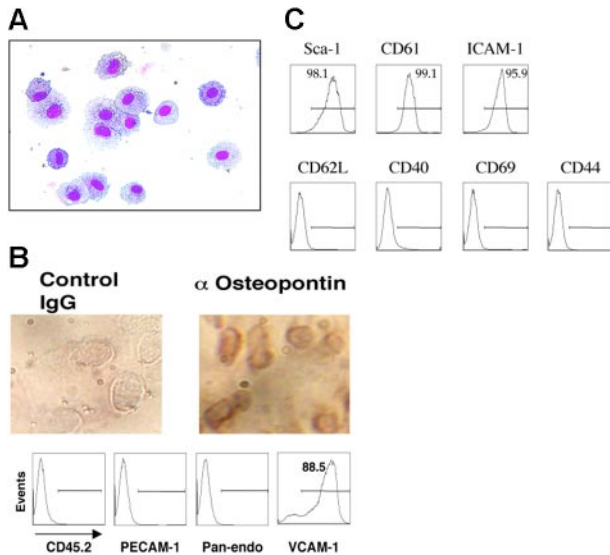 A
C
Sca-1 CD61 ICAM-1
98.1 99.1 95.9
CD62L CD40 CD69 CD44
B
Control
IgG
α Osteopontin
Events
88.5
CD45.2 PECAM-1 Pan-endo VCAM-1